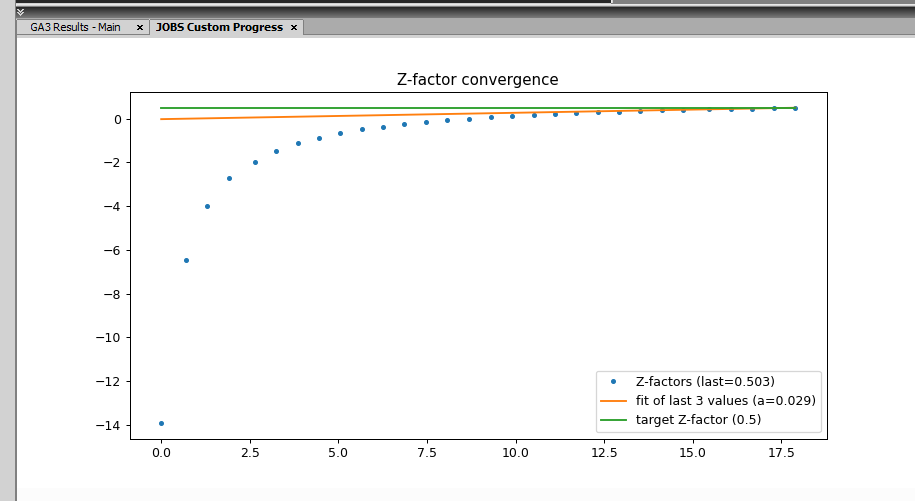 GA3 Results - Main × JOBS Custom Progress ×
Z-factor convergence
0
−2
−4
−6
−8
−10
−12
−14
0.0 2.5 5.0 7.5 10.0 12.5 15.0 17.5
Z-factors (last=0.503)
fit of last 3 values (a=0.029)
target Z-factor (0.5)